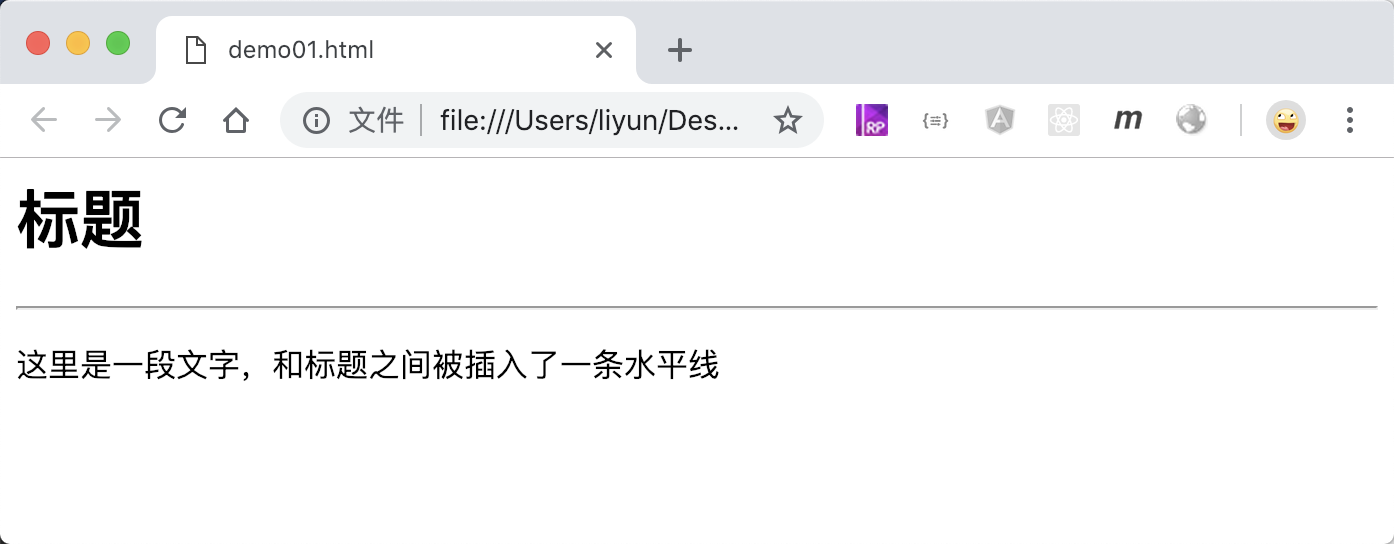 demo01.html
文件 file:///Users/liyun/Des...
RP
m
标题
这里是一段文字，和标题之间被插入了一条水平线